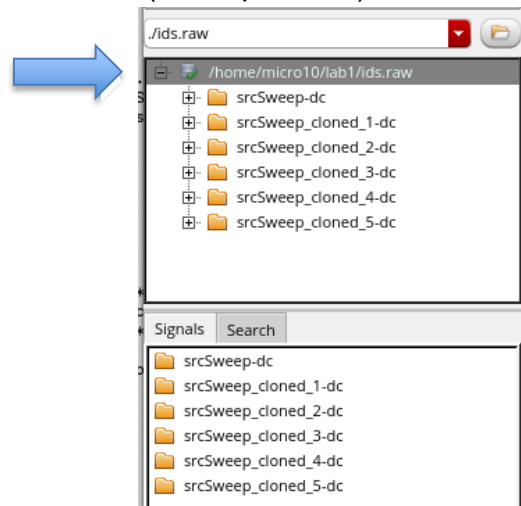 ./ids.raw
/home/micro10/lab1/ids.raw
srcSweep-dc
srcSweep_cloned_1-dc
srcSweep_cloned_2-dc
srcSweep_cloned_3-dc
srcSweep_cloned_4-dc
srcSweep_cloned_5-dc
Signals Search
srcSweep-dc
srcSweep_cloned_1-dc
srcSweep_cloned_2-dc
srcSweep_cloned_3-dc
srcSweep_cloned_4-dc
srcSweep_cloned_5-dc